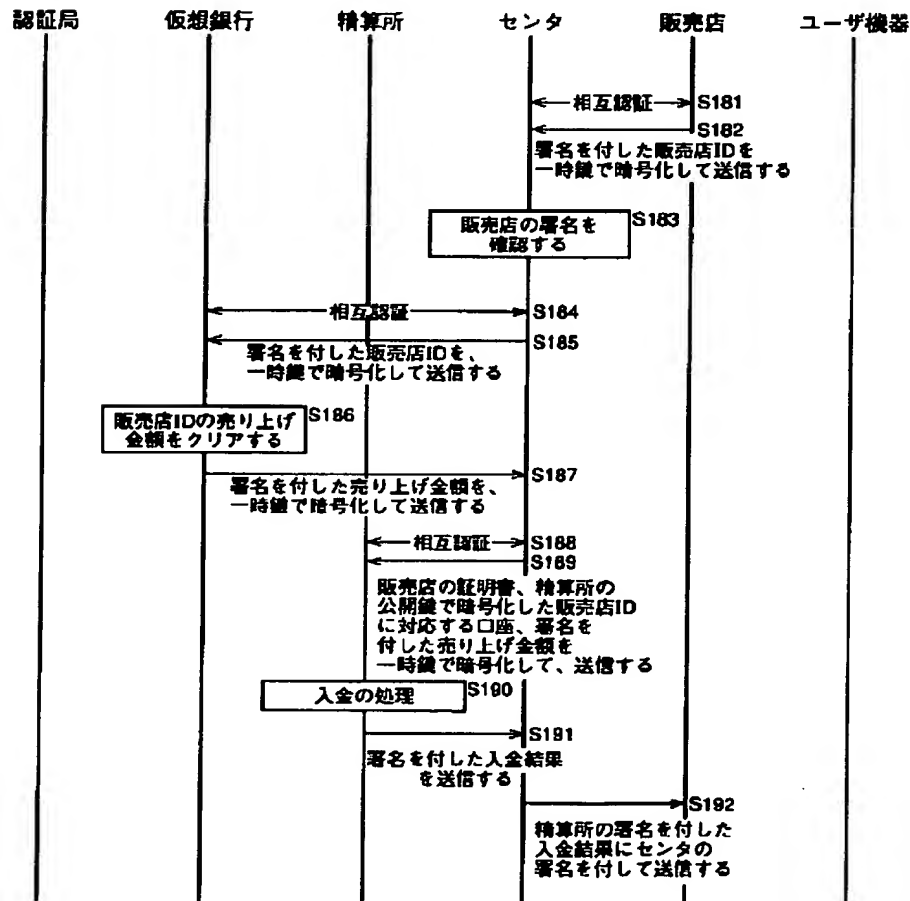 認証局 仮想銀行 精算所 センタ 販売店 ユーザ機器
相互認証 S181
S182
署名を付した販売店IDを
一時鍵で暗号化して送信する
販売店の署名を S183
確認する
相互認証 S184
S185
署名を付した販売店IDを、
一時鍵で暗号化して送信する
販売店IDの売り上げ S186
金額をクリアする
S187
署名を付した売り上げ金額を、
一時鍵で暗号化して送信する
相互認証 S188
S189
販売店の証明書、精算所の
公開鍵で暗号化した販売店ID
に対応する口座、署名を
付した売り上げ金額を
一時鍵で暗号化して、送信する
入金の処理 S190
S191
署名を付した入金結果
を送信する
S192
精算所の署名を付した
入金結果にセンタの
署名を付して送信する